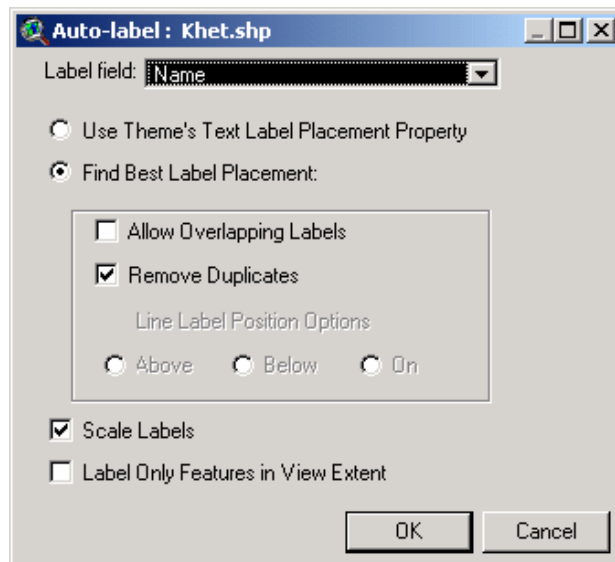 Auto-label : Khet.shp
Label field: Name
Use Theme's Text Label Placement Property
Find Best Label Placement:
Allow Overlapping Labels
Remove Duplicates
Line Label Position Options
Above Below On
Scale Labels
Label Only Features in View Extent
OK Cancel